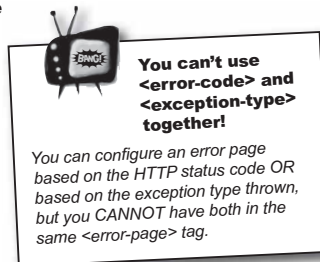 e
BANG!
You can't use
<error-code> and
<exception-type>
together!
You can configure an error page
based on the HTTP status code OR
based on the exception type thrown,
but you CANNOT have both in the
same <error-page> tag.